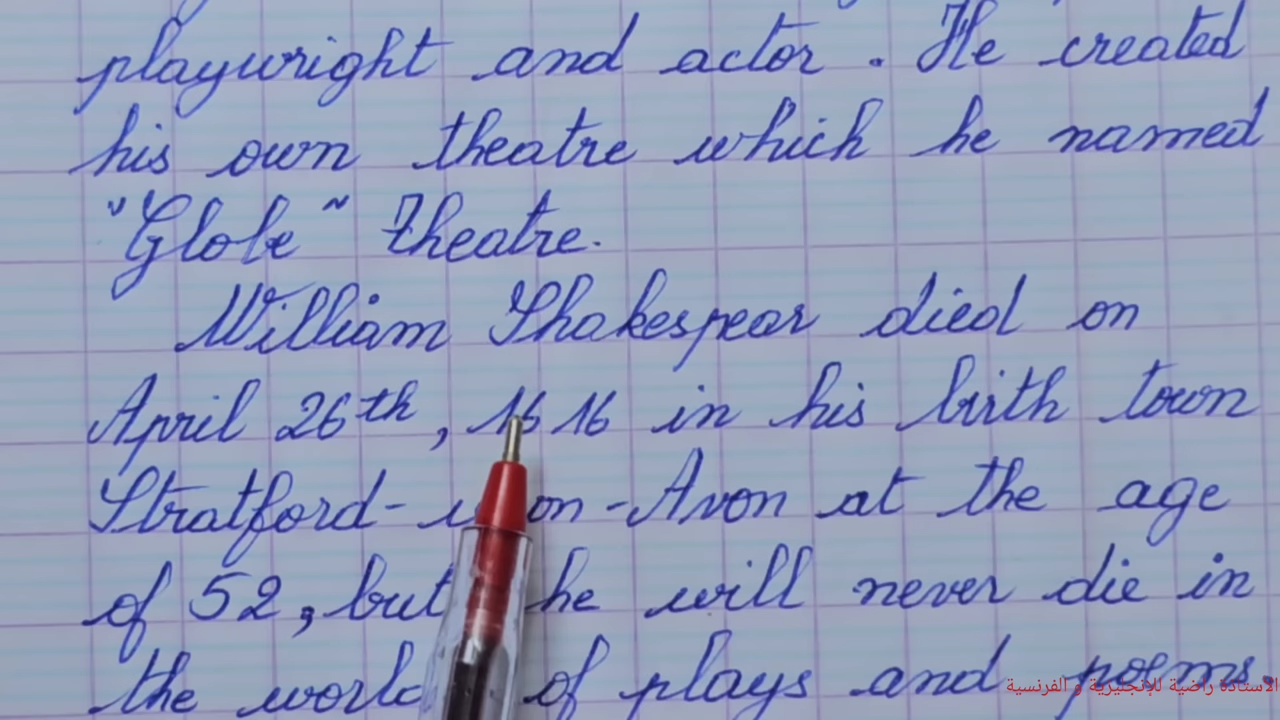 playwright and actor. He created
his own theatre which he named
"Globe" Theatre.
William Shakespear died on
April 26th, 1616 in his birth town
Stratford-upon-Avon at the age
of 52, but he will never die in
the world of plays and poems.
الاستاذة راضية للإنجليزية و الفرنسية